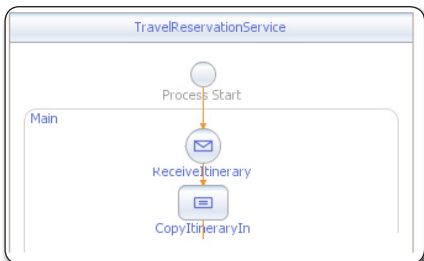 TravelReservationService
Process Start
Main
ReceiveItinerary
CopyItineraryIn